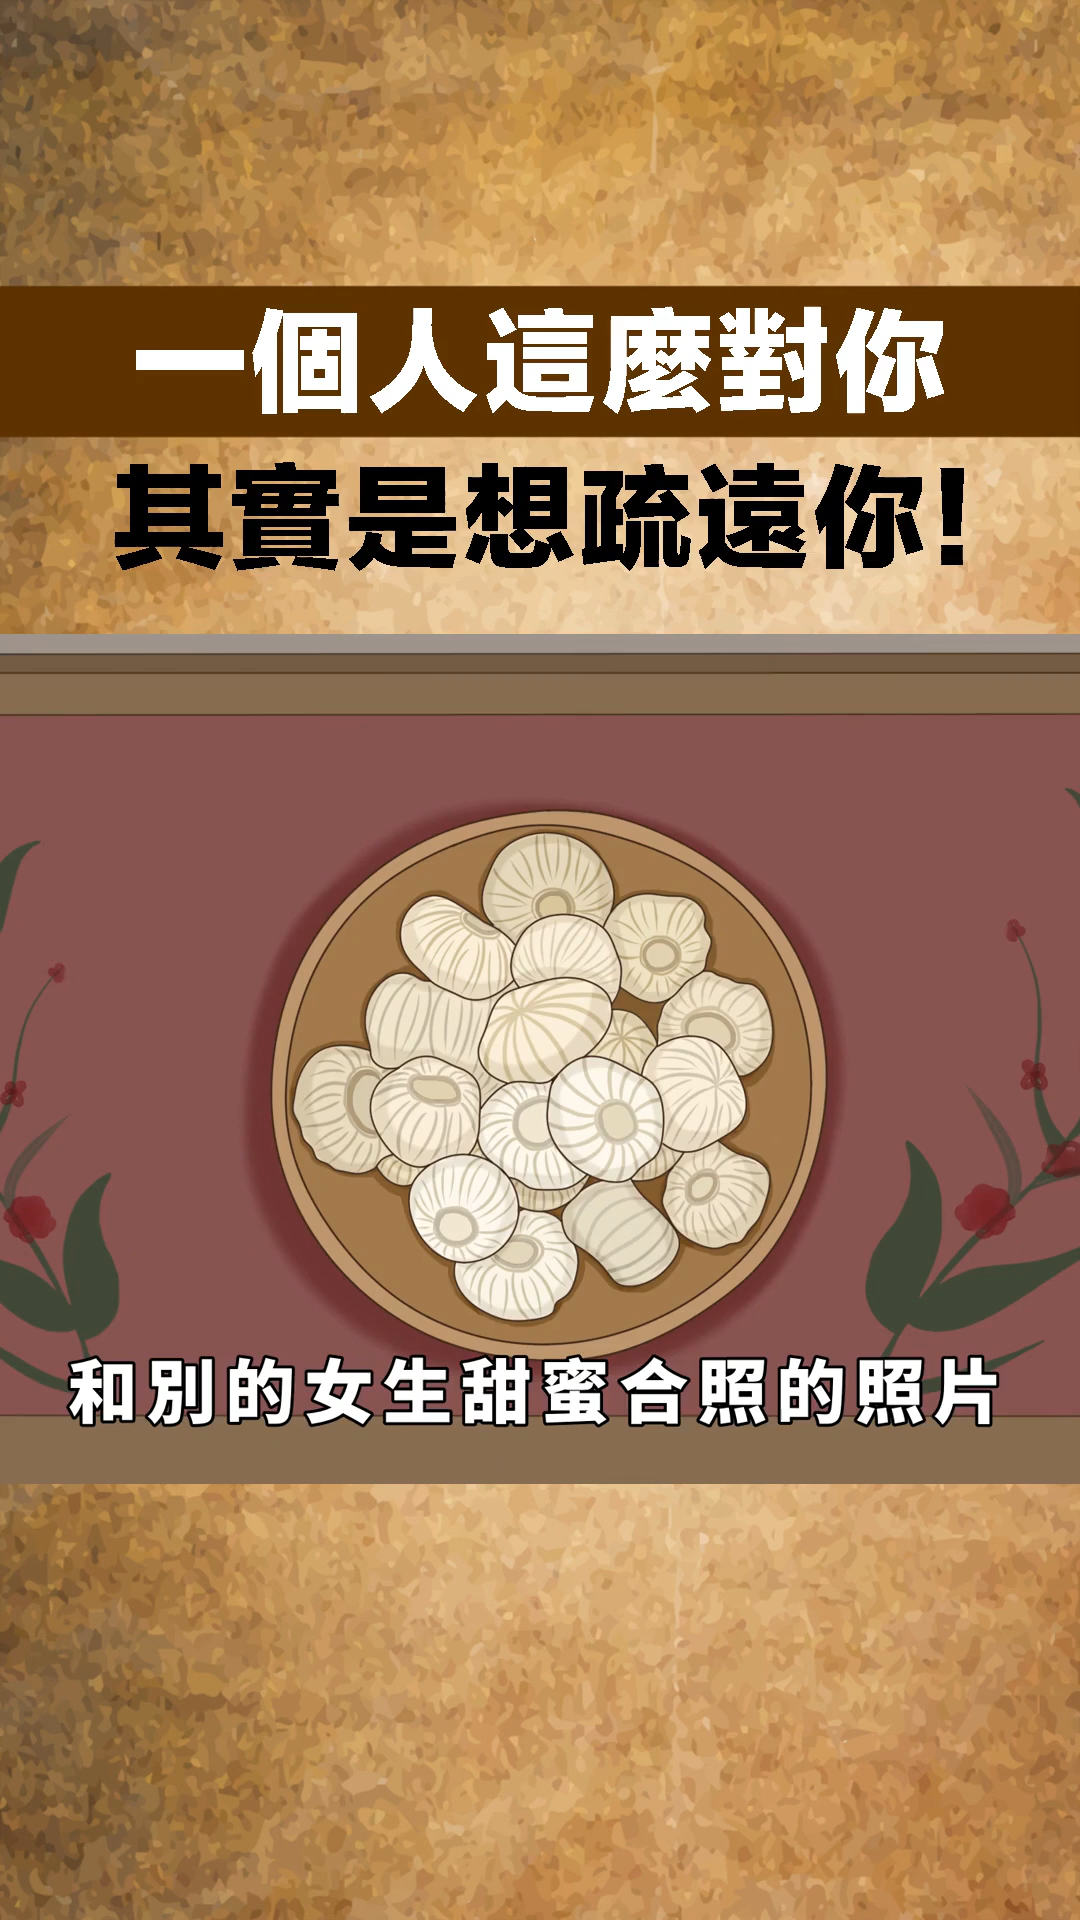 一個人這麼對你
其實是想疏遠你!
和別的女生甜蜜合照的照片